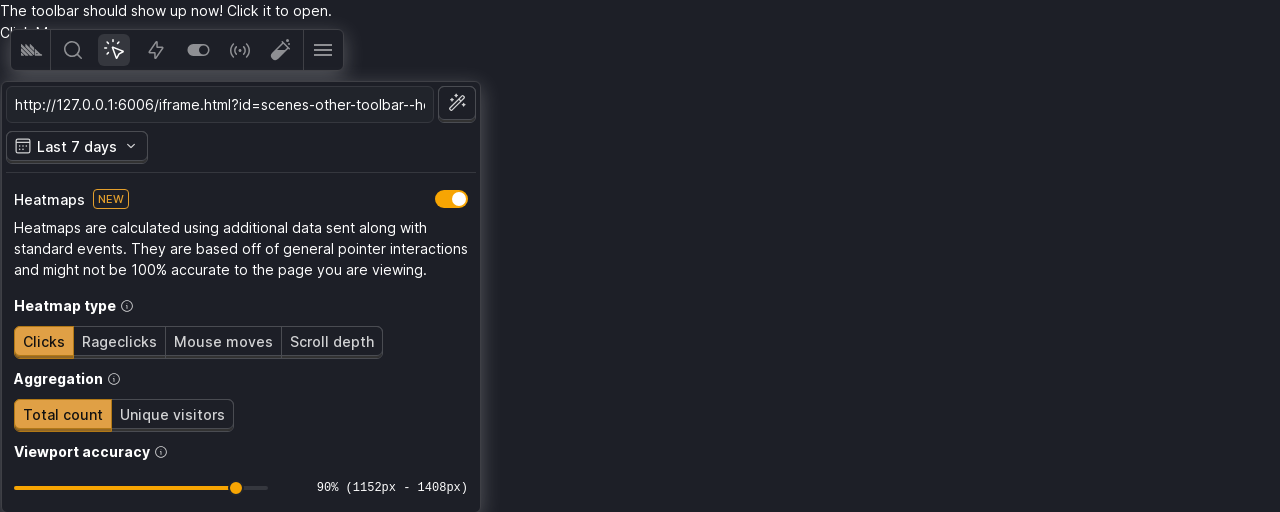 The toolbar should show up now! Click it to open.
http://127.0.0.1:6006/iframe.html?id=scenes-other-toolbar--he
Last 7 days
Heatmaps NEW
Heatmaps are calculated using additional data sent along with
standard events. They are based off of general pointer interactions
and might not be 100% accurate to the page you are viewing.
Heatmap type
Clicks Rageclicks Mouse moves Scroll depth
Aggregation
Total count Unique visitors
Viewport accuracy
90% (1152px - 1408px)